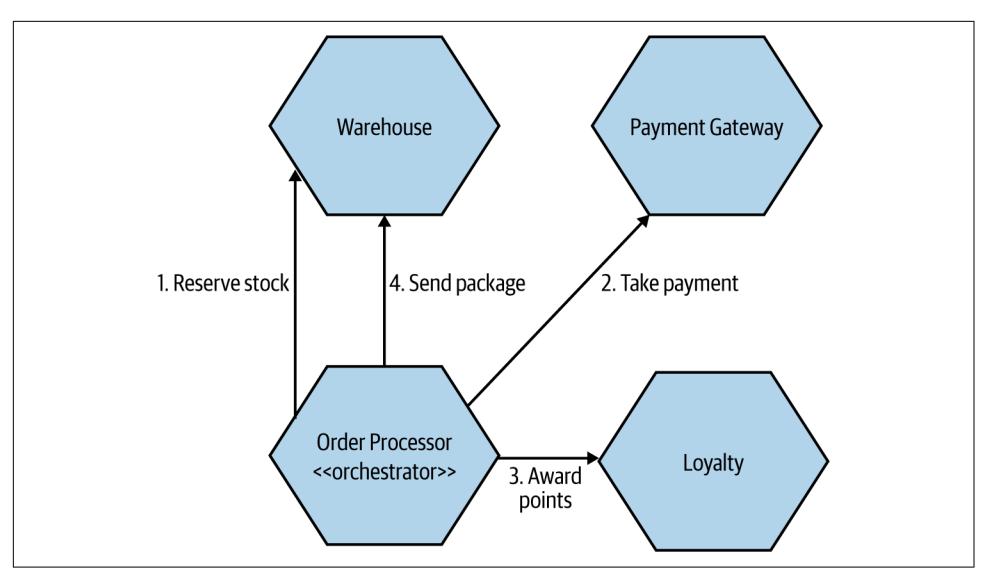 Warehouse
Payment Gateway
1. Reserve stock
4. Send package
2. Take payment
Order Processor
<<orchestrator>>
3. Award
points
Loyalty